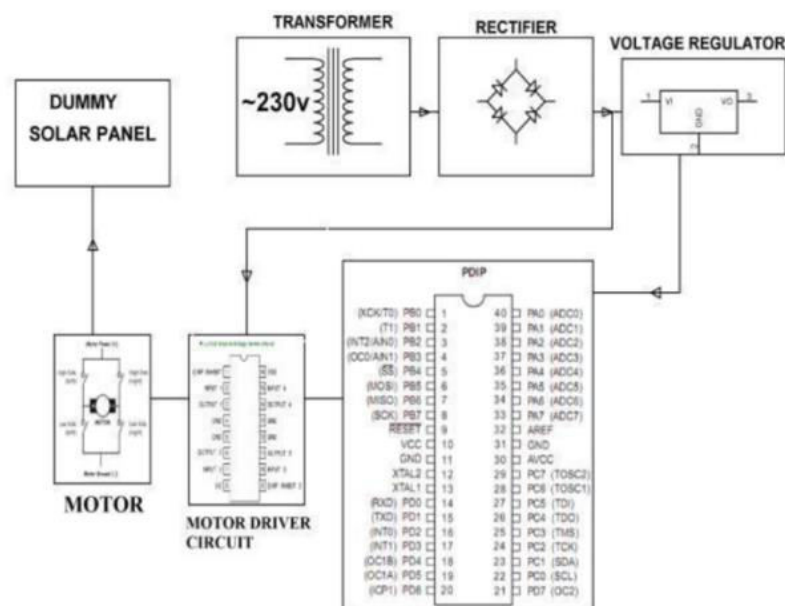 TRANSFORMER
RECTIFIER
VOLTAGE REGULATOR
~230v
1 VI VO 3
GND
2
DUMMY
SOLAR PANEL
PDIP
(XCK/T0) PB0 1 40 PA0 (ADC0)
(T1) PB1 2 39 PA1 (ADC1)
(INT2/AIN0) PB2 3 38 PA2 (ADC2)
(OC0/AIN1) PB3 4 37 PA3 (ADC3)
(SS) PB4 5 36 PA4 (ADC4)
(MOSI) PB5 6 35 PA5 (ADC5)
(MISO) PB6 7 34 PA6 (ADC6)
(SCK) PB7 8 33 PA7 (ADC7)
RESET 9 32 AREF
VCC 10 31 GND
GND 11 30 AVCC
XTAL2 12 29 PC7 (TOSC2)
XTAL1 13 28 PC6 (TOSC1)
(RXD) PD0 14 27 PC5 (TDI)
(TXD) PD1 15 26 PC4 (TDO)
(INT0) PD2 16 25 PC3 (TMS)
(INT1) PD3 17 24 PC2 (TCK)
(OC1B) PD4 18 23 PC1 (SDA)
(OC1A) PD5 19 22 PC0 (SCL)
(ICP1) PD6 20 21 PD7 (OC2)
MOTOR
MOTOR
MOTOR DRIVER
CIRCUIT